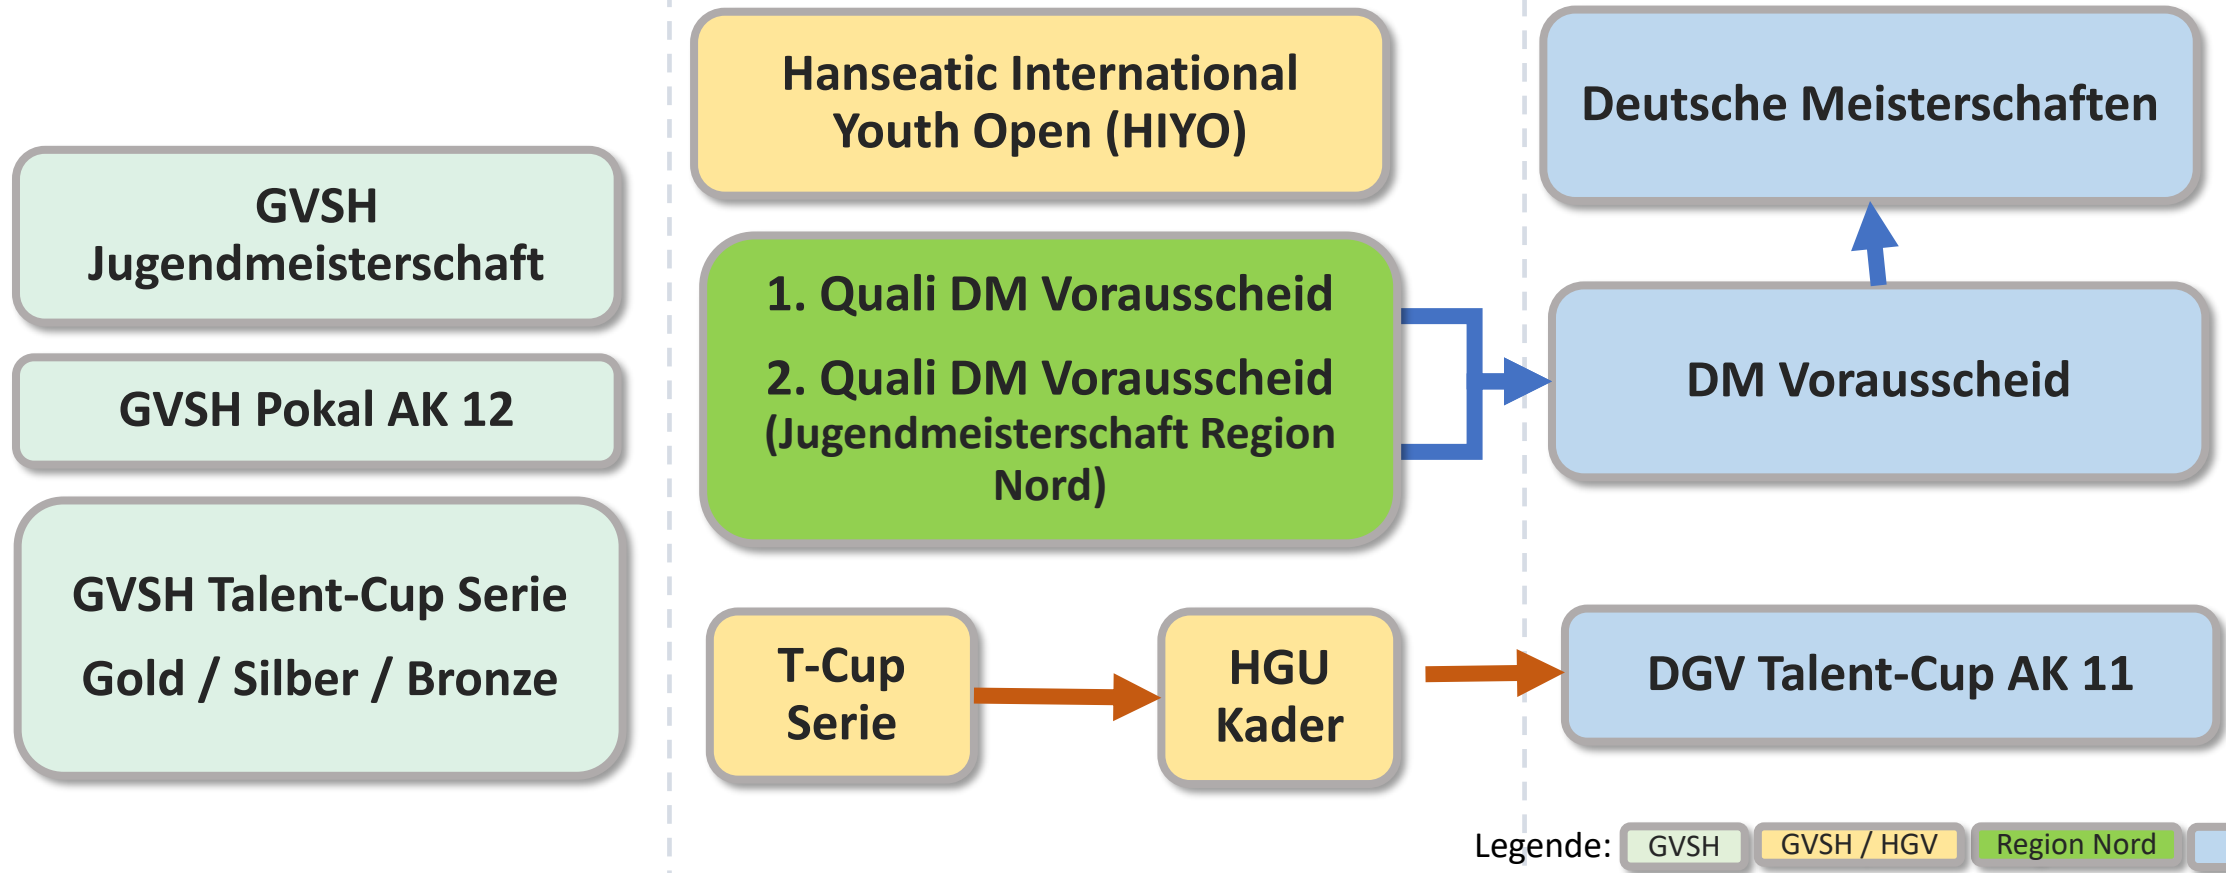 GVSH
Jugendmeisterschaft
GVSH Pokal AK 12
GVSH Talent-Cup Serie
Gold / Silber / Bronze
Hanseatic International
Youth Open (HIYO)
1. Quali DM Vorausscheid
2. Quali DM Vorausscheid
(Jugendmeisterschaft Region
Nord)
T-Cup
Serie
HGU
Kader
Deutsche Meisterschaften
DM Vorausscheid
DGV Talent-Cup AK 11
Legende: GVSH GVSH / HGV Region Nord